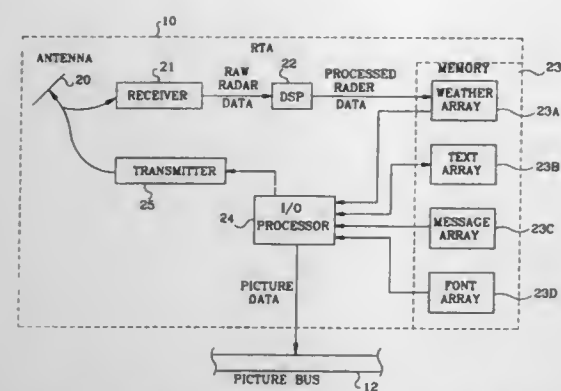 10
RTA
ANTENNA
20
21
RECEIVER
RAW
RADAR
DATA
22
DSP
PROCESSED
RADER
DATA
MEMORY
23
WEATHER
ARRAY
23A
TEXT
ARRAY
23B
TRANSMITTER
25
24
I/O
PROCESSOR
MESSAGE
ARRAY
23C
FONT
ARRAY
23D
PICTURE
DATA
PICTURE BUS
12